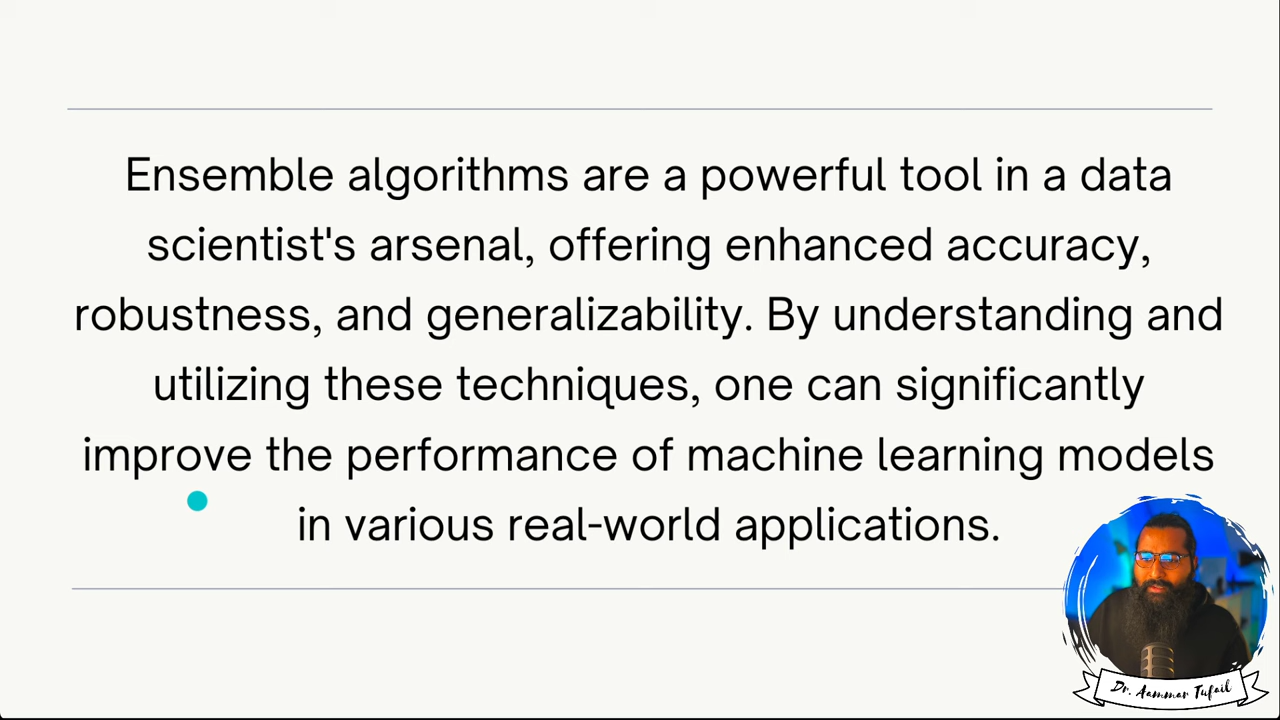 Ensemble algorithms are a powerful tool in a data
scientist's arsenal, offering enhanced accuracy,
robustness, and generalizability. By understanding and
utilizing these techniques, one can significantly
improve the performance of machine learning models
in various real-world applications.
Dr. Aammar Tufail